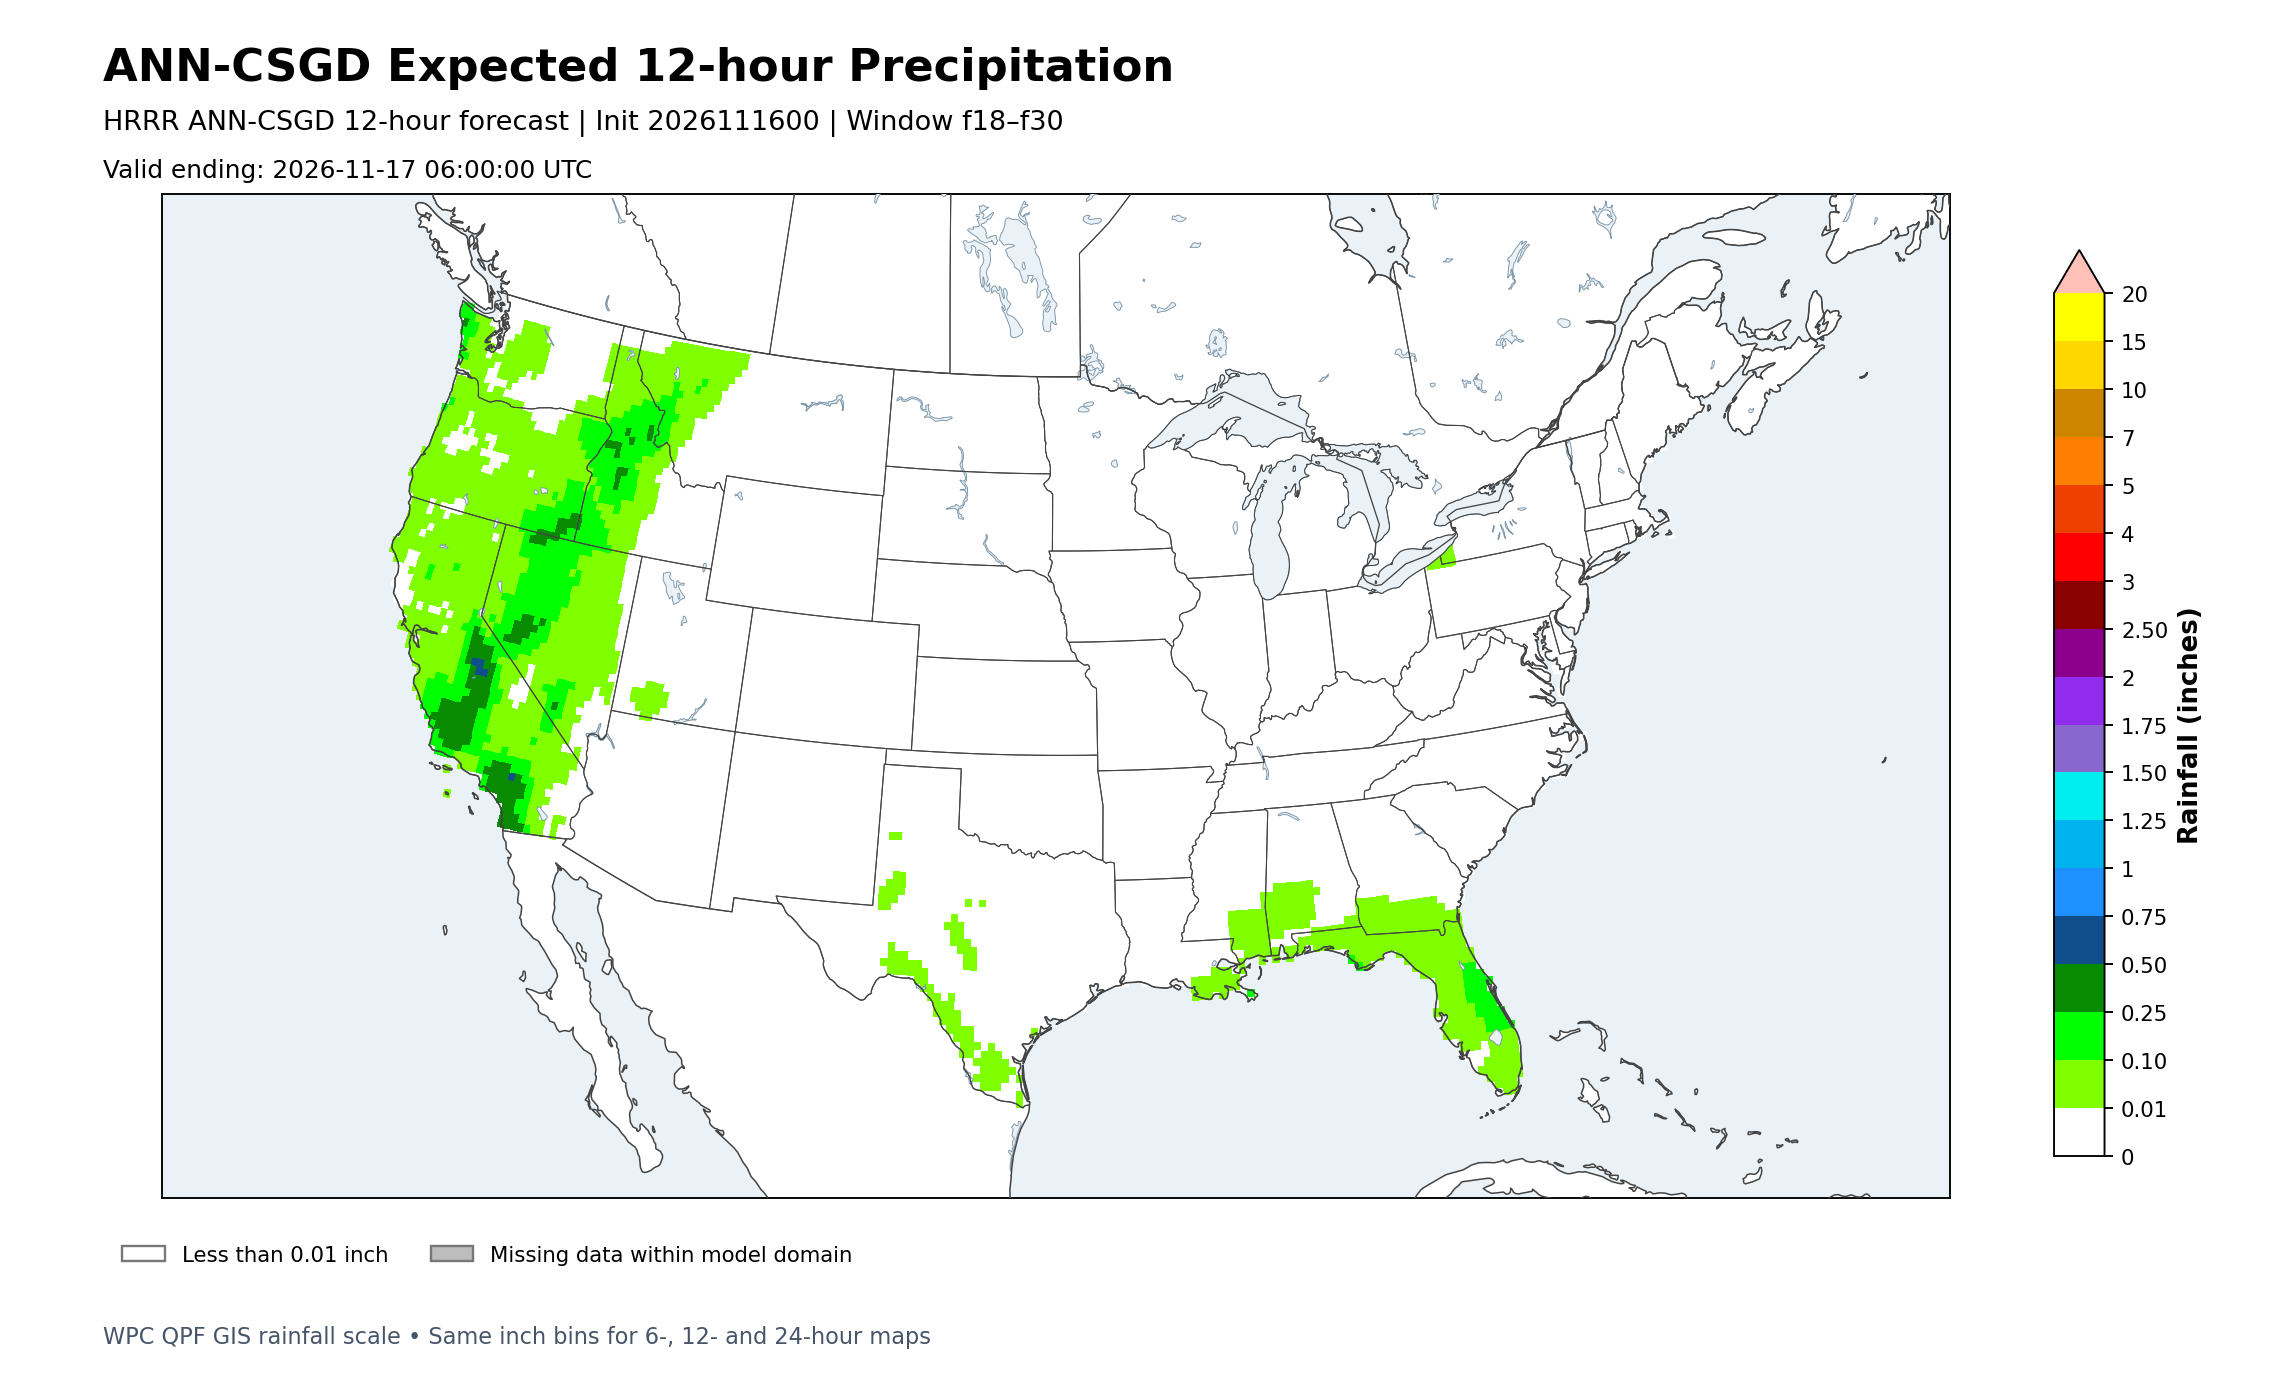 ANN-CSGD Expected 12-hour Precipitation
HRRR ANN-CSGD 12-hour forecast | Init 2026111600 | Window f18–f30
Valid ending: 2026-11-17 06:00:00 UTC
20
15
10
7
5
4
3
2.50
2
1.75
1.50
1.25
1
0.75
0.50
0.25
0.10
0.01
0
Rainfall (inches)
Less than 0.01 inch
Missing data within model domain
WPC QPF GIS rainfall scale • Same inch bins for 6-, 12- and 24-hour maps